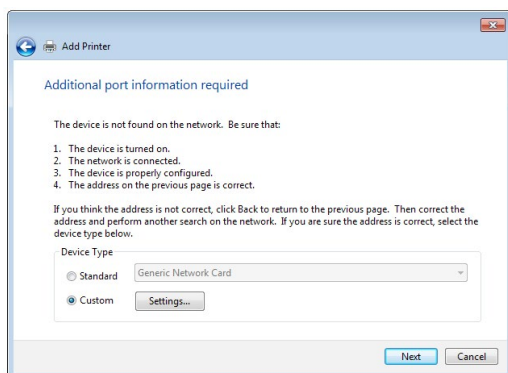 Add Printer
Additional port information required
The device is not found on the network. Be sure that:
1. The device is turned on.
2. The network is connected.
3. The device is properly configured.
4. The address on the previous page is correct.
If you think the address is not correct, click Back to return to the previous page. Then correct the
address and perform another search on the network. If you are sure the address is correct, select the
device type below.
Device Type
Standard Generic Network Card
Custom Settings...
Next Cancel